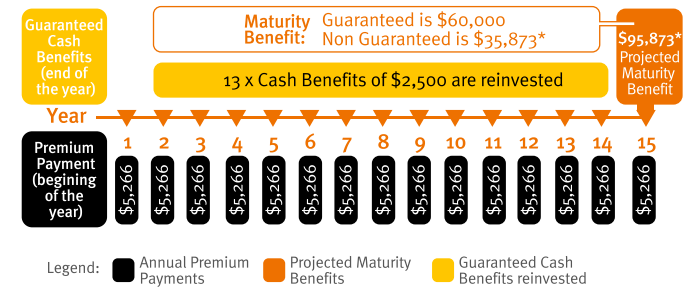 Guaranteed
Cash
Benefits
(end of
the year)
Maturity Guaranteed is $60,000
Benefit: Non Guaranteed is $35,873*
$95,873*
Projected
Maturity
Benefit
13 x Cash Benefits of $2,500 are reinvested
Year
1 2 3 4 5 6 7 8 9 10 11 12 13 14 15
Premium
Payment
(begining
of the
year)
$5,266 $5,266 $5,266 $5,266 $5,266 $5,266 $5,266 $5,266 $5,266 $5,266 $5,266 $5,266 $5,266 $5,266 $5,266
Legend: Annual Premium Projected Maturity Guaranteed Cash
Payments Benefits Benefits reinvested